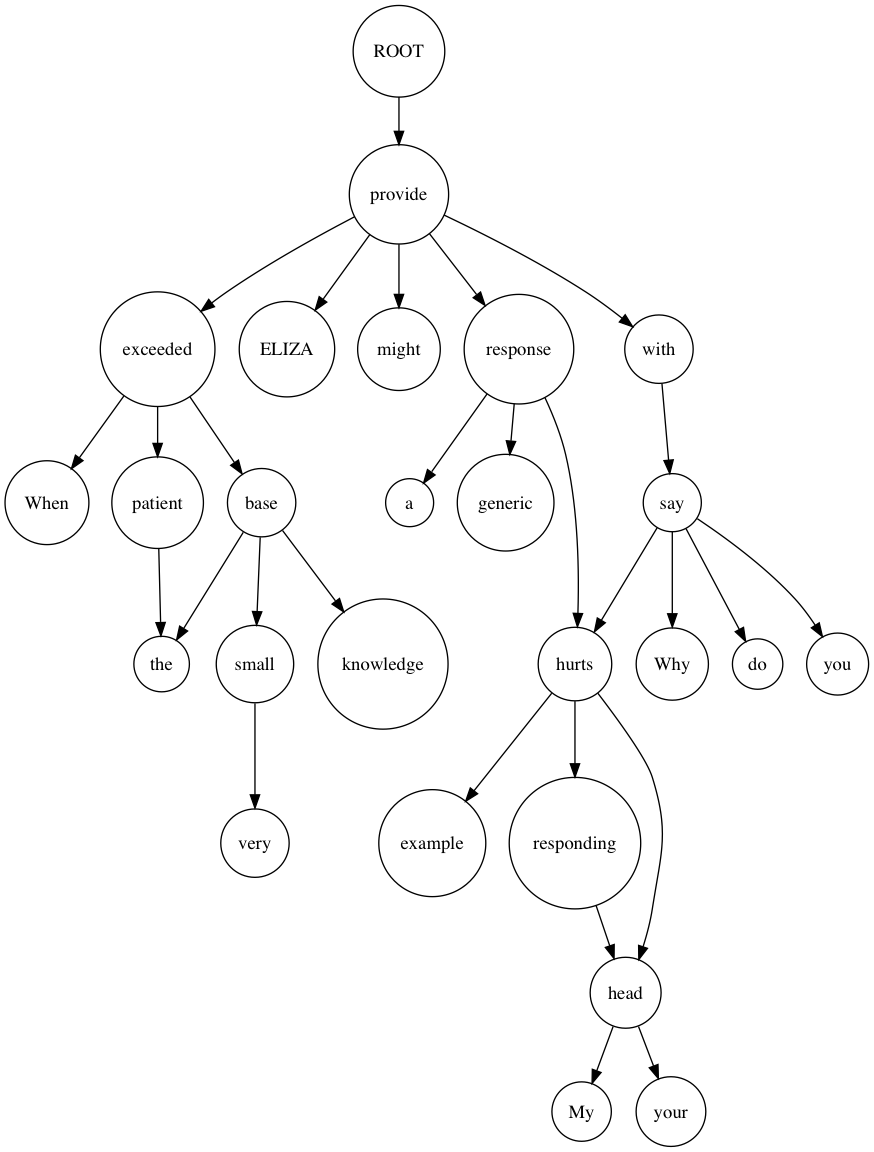 ROOT
provide
exceeded ELIZA might response with
When patient base a generic say
the small knowledge hurts Why do you
very example responding
head
My your